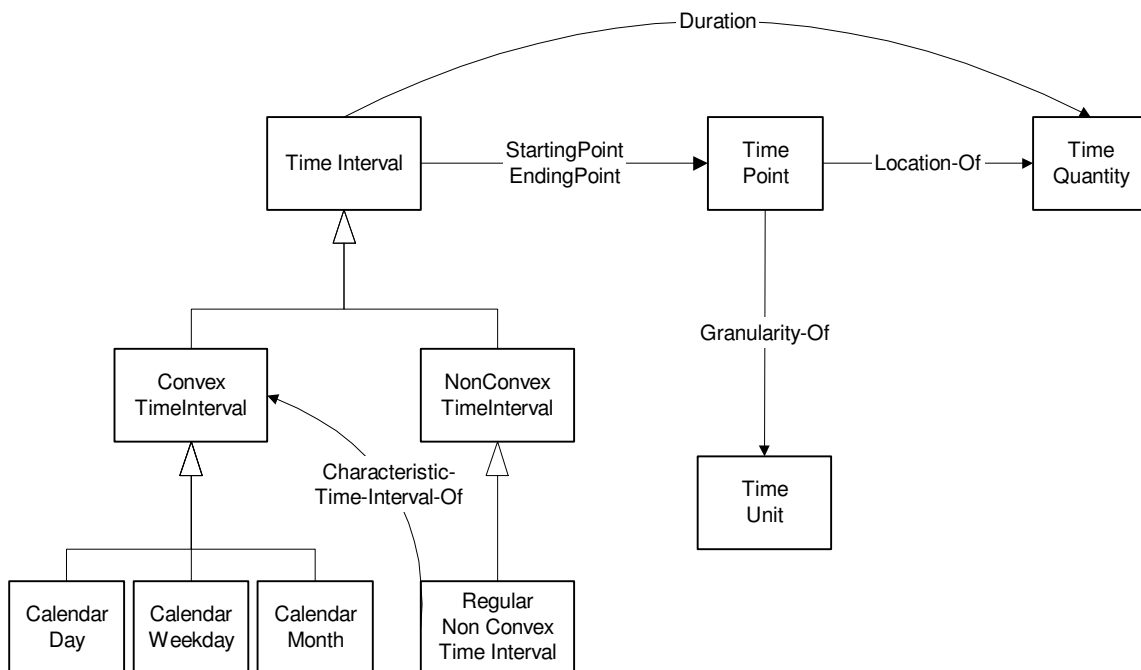 Duration
Time Interval
StartingPoint
EndingPoint
Time
Point
Location-Of
Time
Quantity
Granularity-Of
Convex
TimeInterval
NonConvex
TimeInterval
Characteristic-
Time-Interval-Of
Time
Unit
Calendar
Day
Calendar
Weekday
Calendar
Month
Regular
Non Convex
Time Interval